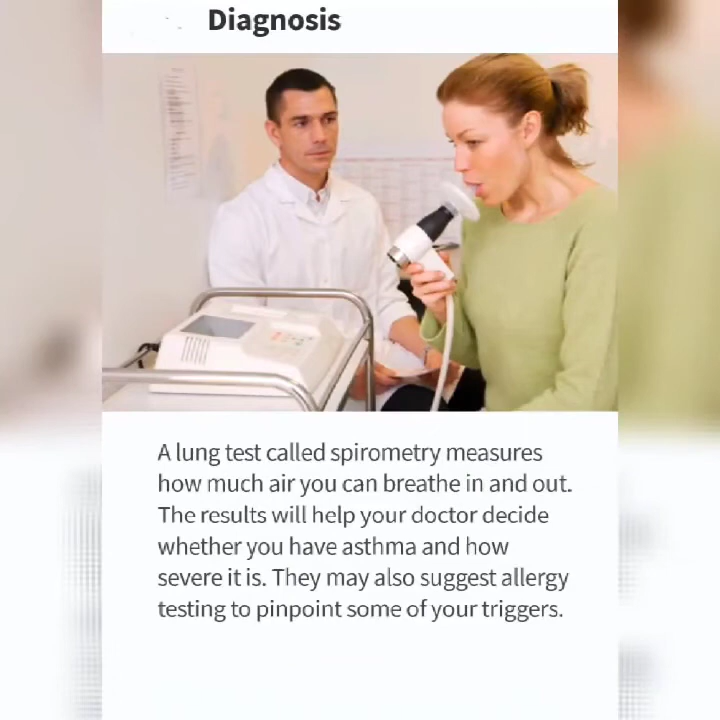 Diagnosis
A lung test called spirometry measures
how much air you can breathe in and out.
The results will help your doctor decide
whether you have asthma and how
severe it is. They may also suggest allergy
testing to pinpoint some of your triggers.